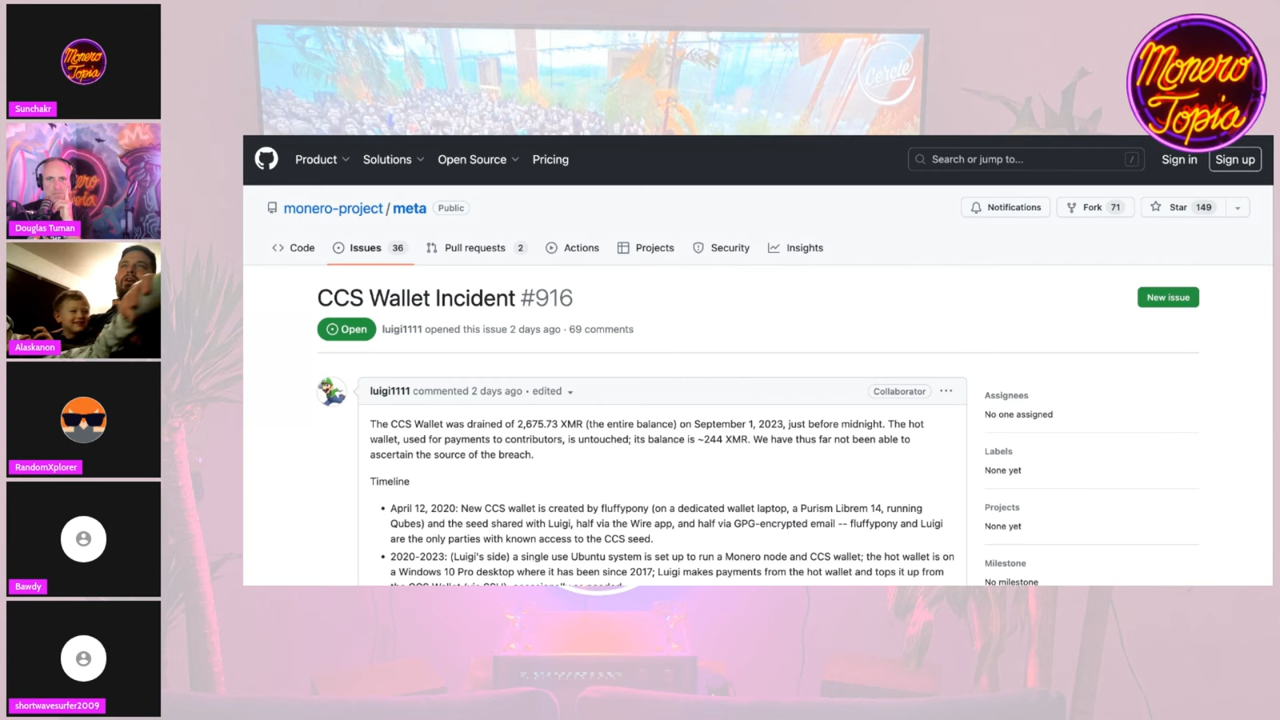 Monero
Topia
Sunchakr
Douglas Tuman
Alaskanon
RandomXplorer
Bawdy
shortwavesurfer2009
Cercle
Monero
Topia
Product
Solutions
Open Source
Pricing
Search or jump to...
/
Sign in
Sign up
monero-project / meta
Public
Notifications
Fork 71
Star 149
Code
Issues 36
Pull requests 2
Actions
Projects
Security
Insights
CCS Wallet Incident #916
New issue
Open
luigi1111 opened this issue 2 days ago · 69 comments
luigi1111 commented 2 days ago • edited
Collaborator
The CCS Wallet was drained of 2,675.73 XMR (the entire balance) on September 1, 2023, just before midnight. The hot
wallet, used for payments to contributors, is untouched; its balance is ~244 XMR. We have thus far not been able to
ascertain the source of the breach.
Timeline
• April 12, 2020: New CCS wallet is created by fluffypony (on a dedicated wallet laptop, a Purism Librem 14, running
Qubes) and the seed shared with Luigi, half via the Wire app, and half via GPG-encrypted email -- fluffypony and Luigi
are the only parties with known access to the CCS seed.
• 2020-2023: (Luigi's side) a single use Ubuntu system is set up to run a Monero node and CCS wallet; the hot wallet is on
a Windows 10 Pro desktop where it has been since 2017; Luigi makes payments from the hot wallet and tops it up from
Assignees
No one assigned
Labels
None yet
Projects
None yet
Milestone
No milestone